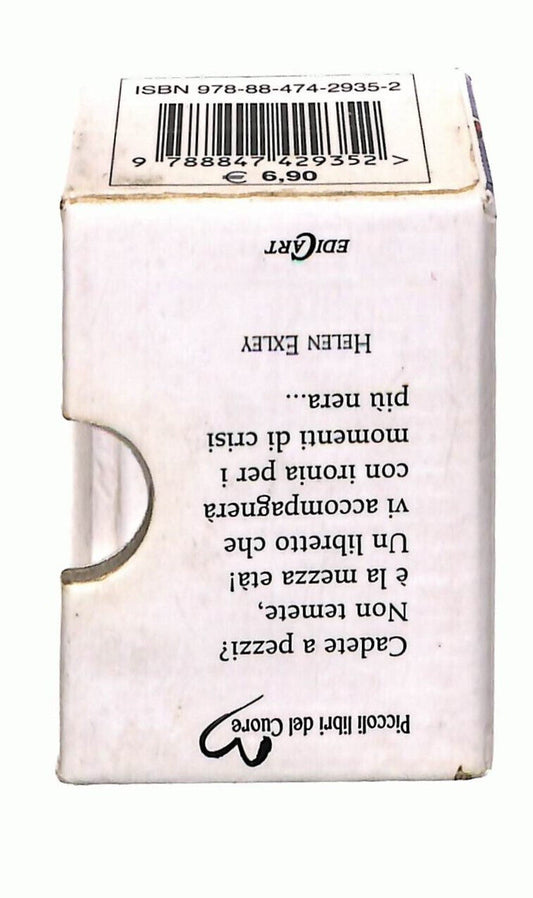 ISBN 978-88-474-2935-2
9 788847 429352 >
€ 6,90
Piccoli libri del Cuore
Cadete a pezzi?
Non temete,
è la mezza età!
Un libretto che
vi accompagnerà
con ironia per i
momenti di crisi
più nera...
HELEN EXLEY
EDICART